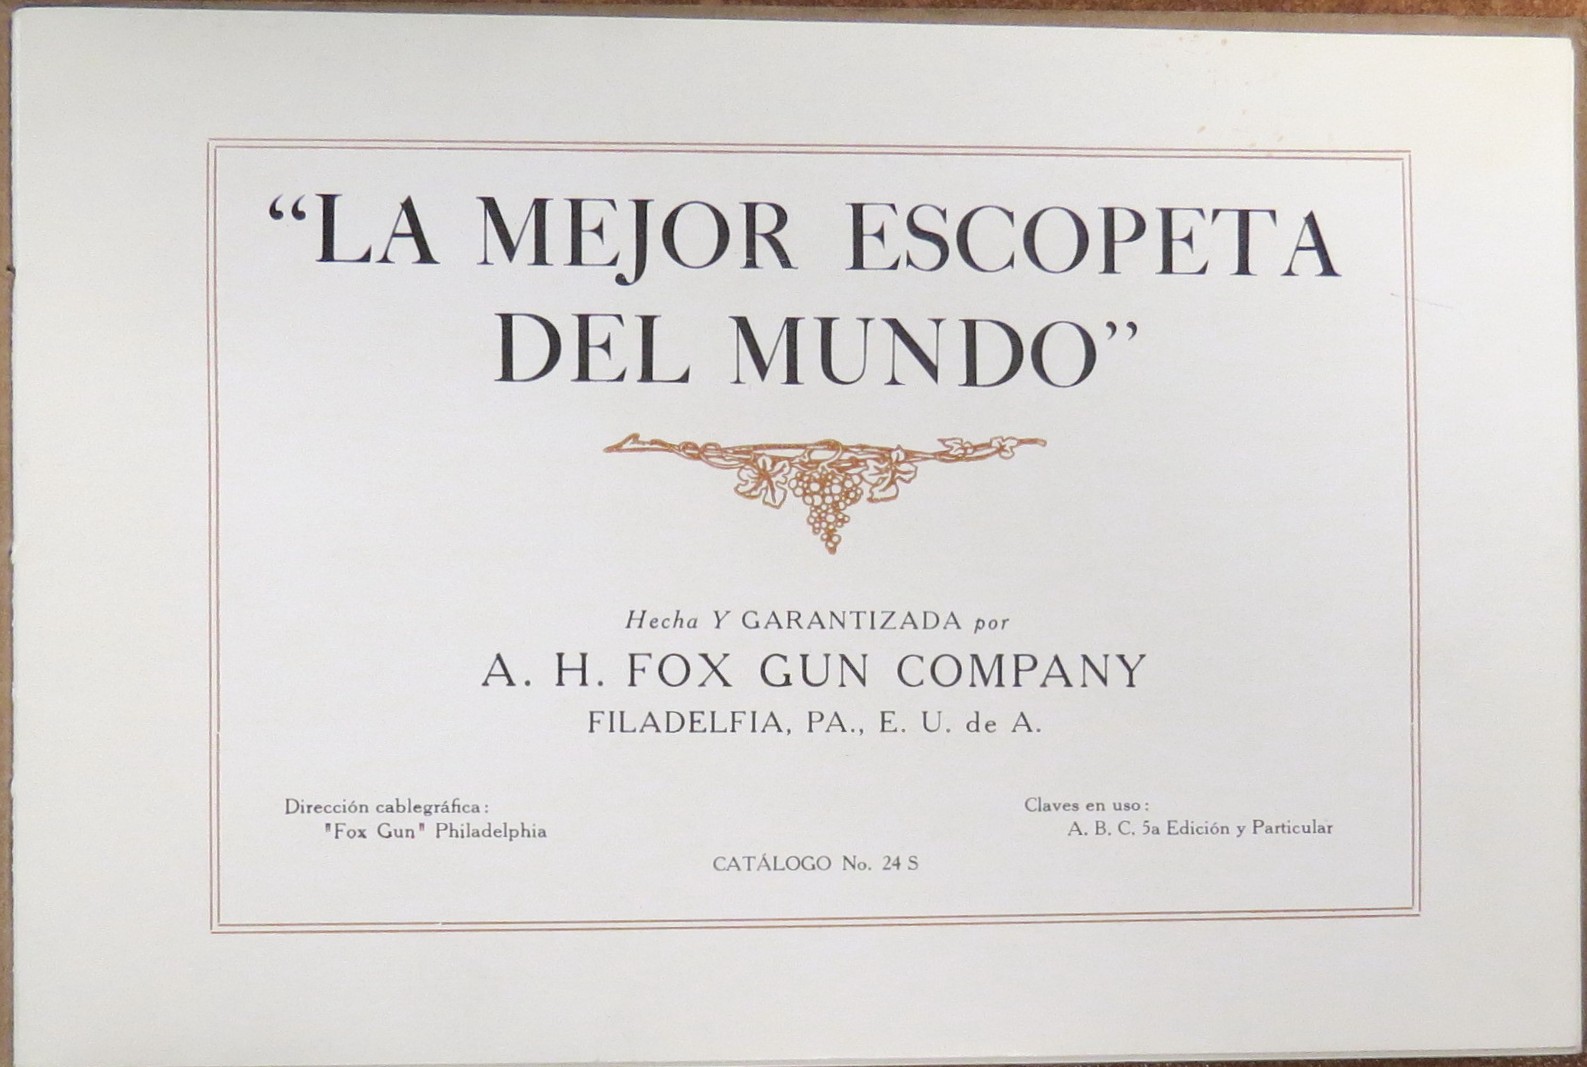 “LA MEJOR ESCOPETA
DEL MUNDO”
Hecha Y GARANTIZADA por
A. H. FOX GUN COMPANY
FILADELFIA, PA., E. U. de A.
Dirección cablegráfica:
"Fox Gun" Philadelphia
Claves en uso:
A. B. C. 5a Edición y Particular
CATÁLOGO No. 24 S